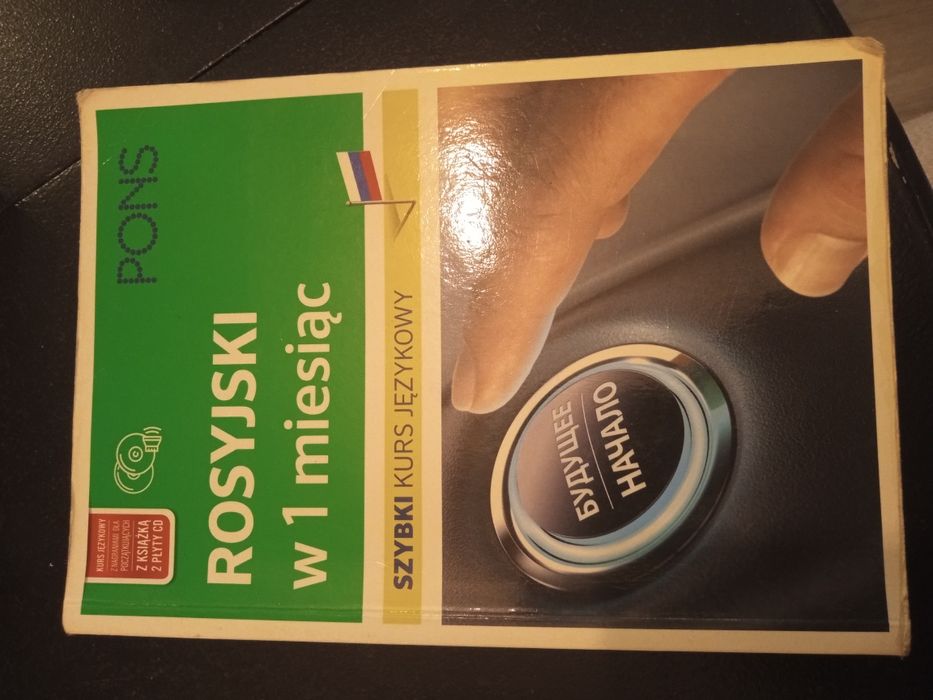 PONS
KURS JĘZYKOWY
Z NAGRANIAMI DLA
POCZĄTKUJĄCYCH
Z KSIĄŻKĄ
2 PŁYTY CD
ROSYJSKI
w 1 miesiąc
SZYBKI KURS JĘZYKOWY
БУДУЩЕЕ
НАЧАЛО